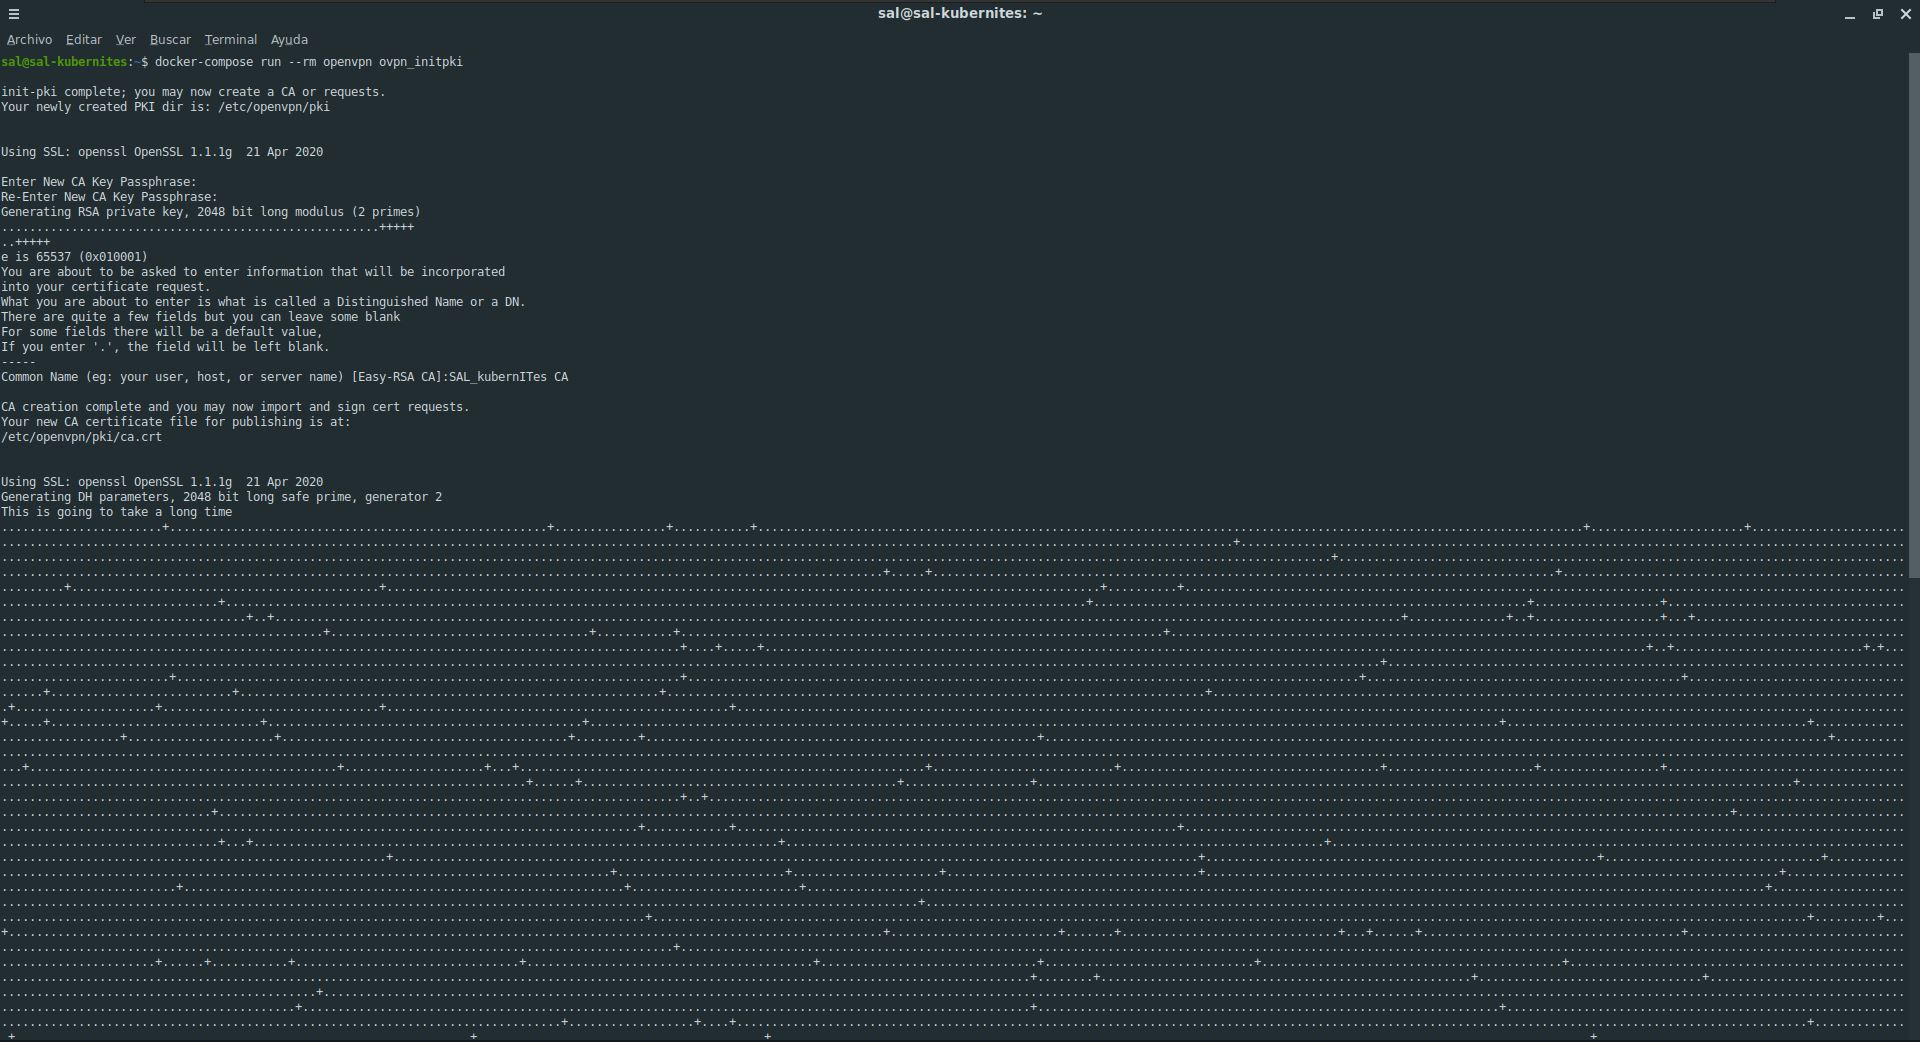 sal@sal-kubernites: ~
Archivo Editar Ver Buscar Terminal Ayuda
sal@sal-kubernites:~$ docker-compose run --rm openvpn ovpn_initpki
init-pki complete; you may now create a CA or requests.
Your newly created PKI dir is: /etc/openvpn/pki
Using SSL: openssl OpenSSL 1.1.1g  21 Apr 2020
Enter New CA Key Passphrase:
Re-Enter New CA Key Passphrase:
Generating RSA private key, 2048 bit long modulus (2 primes)
......................................................+++++
..+++++
e is 65537 (0x010001)
You are about to be asked to enter information that will be incorporated
into your certificate request.
What you are about to enter is what is called a Distinguished Name or a DN.
There are quite a few fields but you can leave some blank
For some fields there will be a default value,
If you enter '.', the field will be left blank.
-----
Common Name (eg: your user, host, or server name) [Easy-RSA CA]:SAL_kubernITes CA
CA creation complete and you may now import and sign cert requests.
Your new CA certificate file for publishing is at:
/etc/openvpn/pki/ca.crt
Using SSL: openssl OpenSSL 1.1.1g  21 Apr 2020
Generating DH parameters, 2048 bit long safe prime, generator 2
This is going to take a long time